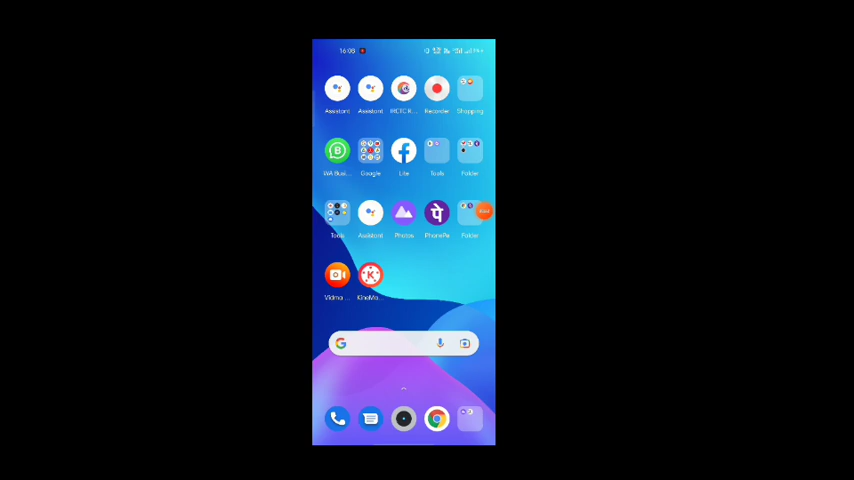 16:08
Assistant Assistant IRCTC R... Recorder Shopping
B
WA Busi... Google Lite Tools Folder
पे
Tools Assistant Photos PhonePe Folder
K
Vidma ... KineMa...
G